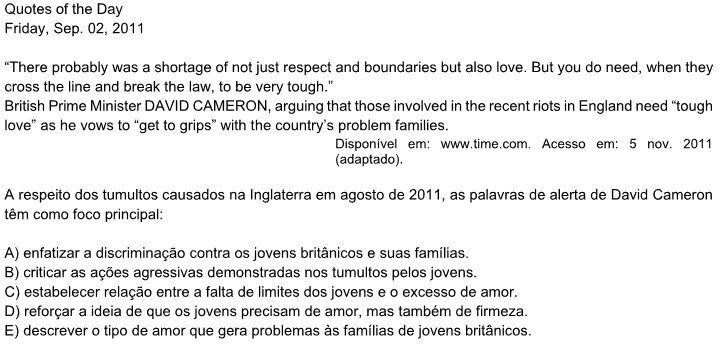 Quotes of the Day
Friday, Sep. 02, 2011
“There probably was a shortage of not just respect and boundaries but also love. But you do need, when they
cross the line and break the law, to be very tough.”
British Prime Minister DAVID CAMERON, arguing that those involved in the recent riots in England need “tough
love” as he vows to “get to grips” with the country’s problem families.
Disponível em: www.time.com. Acesso em: 5 nov. 2011
(adaptado).
A respeito dos tumultos causados na Inglaterra em agosto de 2011, as palavras de alerta de David Cameron
têm como foco principal:
A) enfatizar a discriminação contra os jovens britânicos e suas famílias.
B) criticar as ações agressivas demonstradas nos tumultos pelos jovens.
C) estabelecer relação entre a falta de limites dos jovens e o excesso de amor.
D) reforçar a ideia de que os jovens precisam de amor, mas também de firmeza.
E) descrever o tipo de amor que gera problemas às famílias de jovens britânicos.